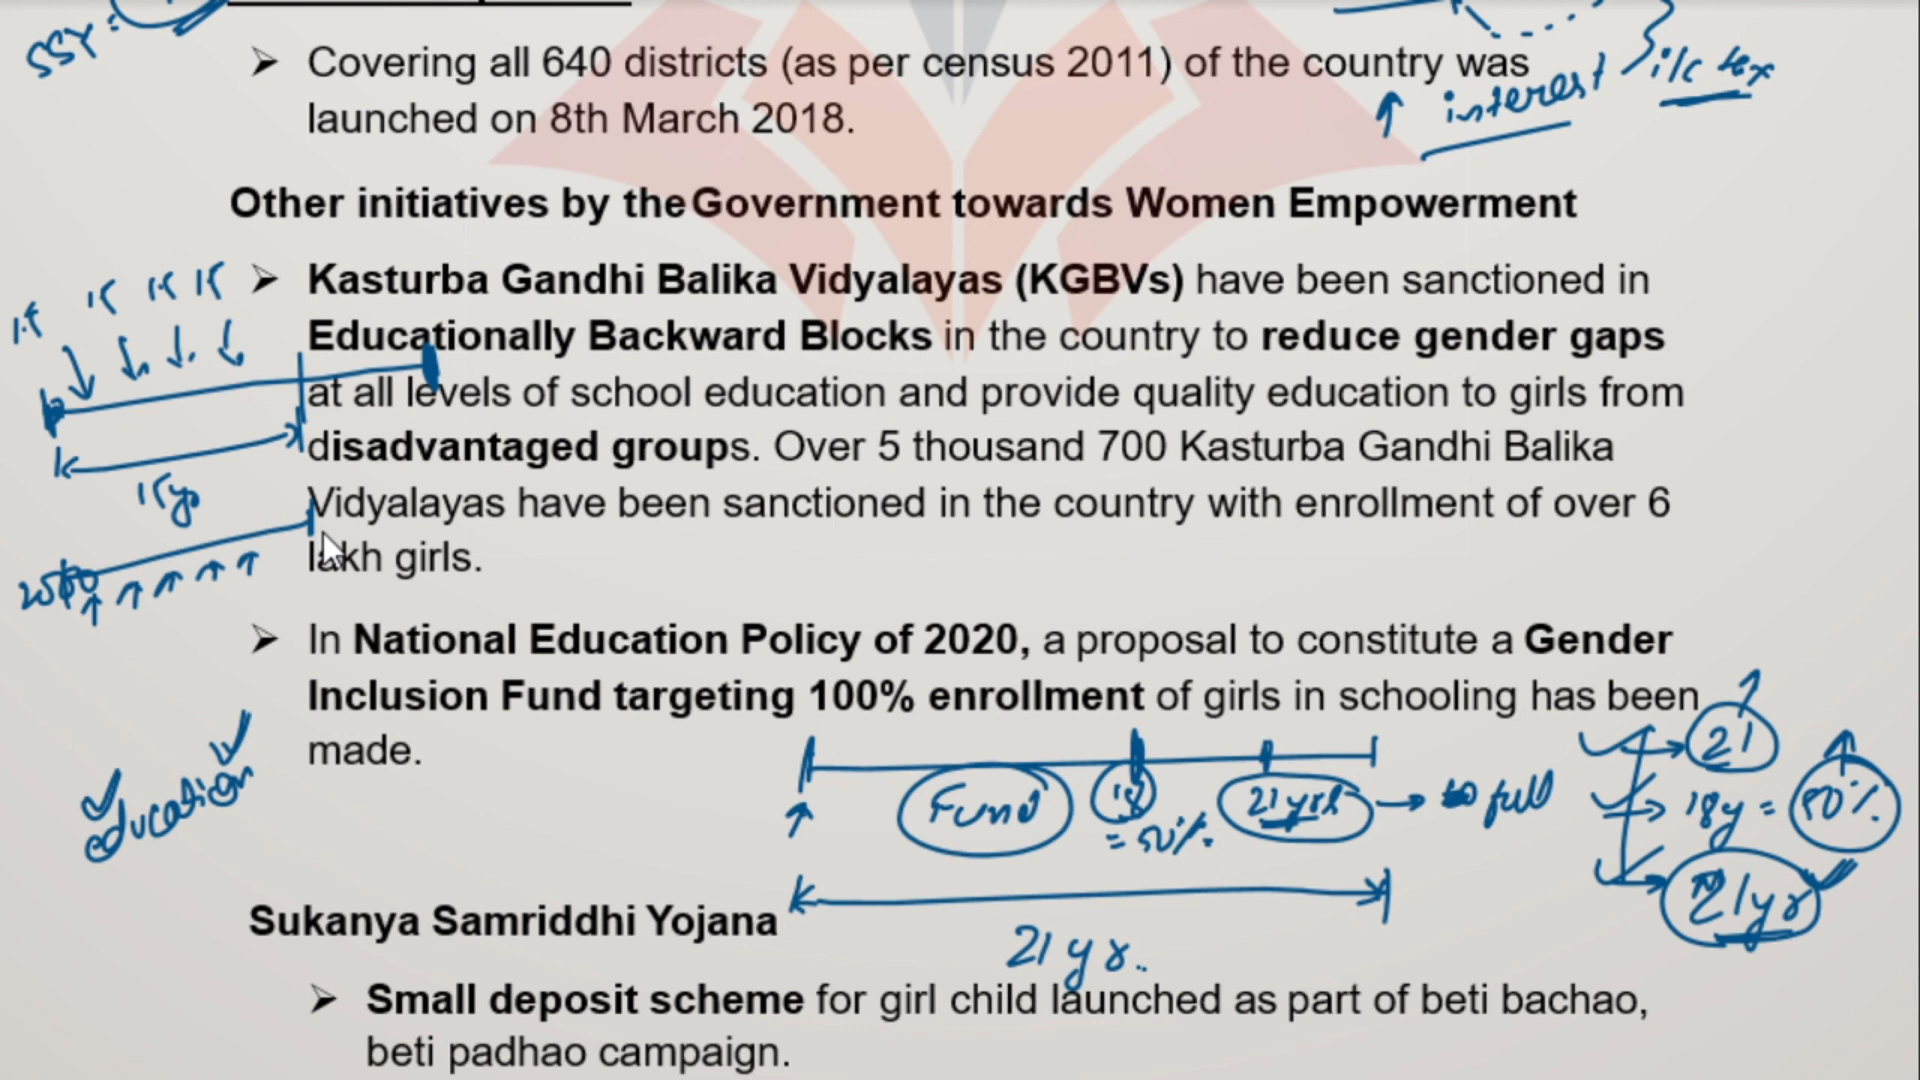 SSY :
Covering all 640 districts (as per census 2011) of the country was
launched on 8th March 2018.
↑ interest
i/c tax
Other initiatives by the Government towards Women Empowerment
➢ Kasturba Gandhi Balika Vidyalayas (KGBVs) have been sanctioned in
Educationally Backward Blocks in the country to reduce gender gaps
at all levels of school education and provide quality education to girls from
disadvantaged groups. Over 5 thousand 700 Kasturba Gandhi Balika
Vidyalayas have been sanctioned in the country with enrollment of over 6
lakh girls.
➢ In National Education Policy of 2020, a proposal to constitute a Gender
Inclusion Fund targeting 100% enrollment of girls in schooling has been
made.
education
Fund
18
= 50%.
21 yrs → full
21
18y = 50%
21yr
21 yr.
Sukanya Samriddhi Yojana
➢ Small deposit scheme for girl child launched as part of beti bachao,
beti padhao campaign.